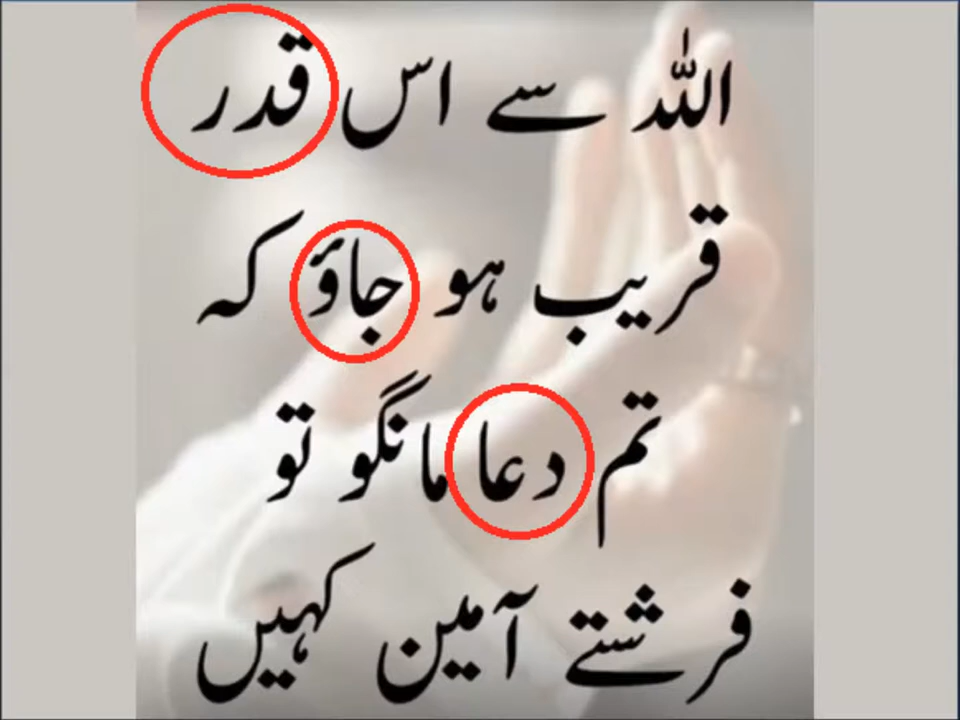 اللہ سے اس قدر
قریب ہو جاؤ کہ
تم دعا مانگو تو
فرشتے آمین کہیں